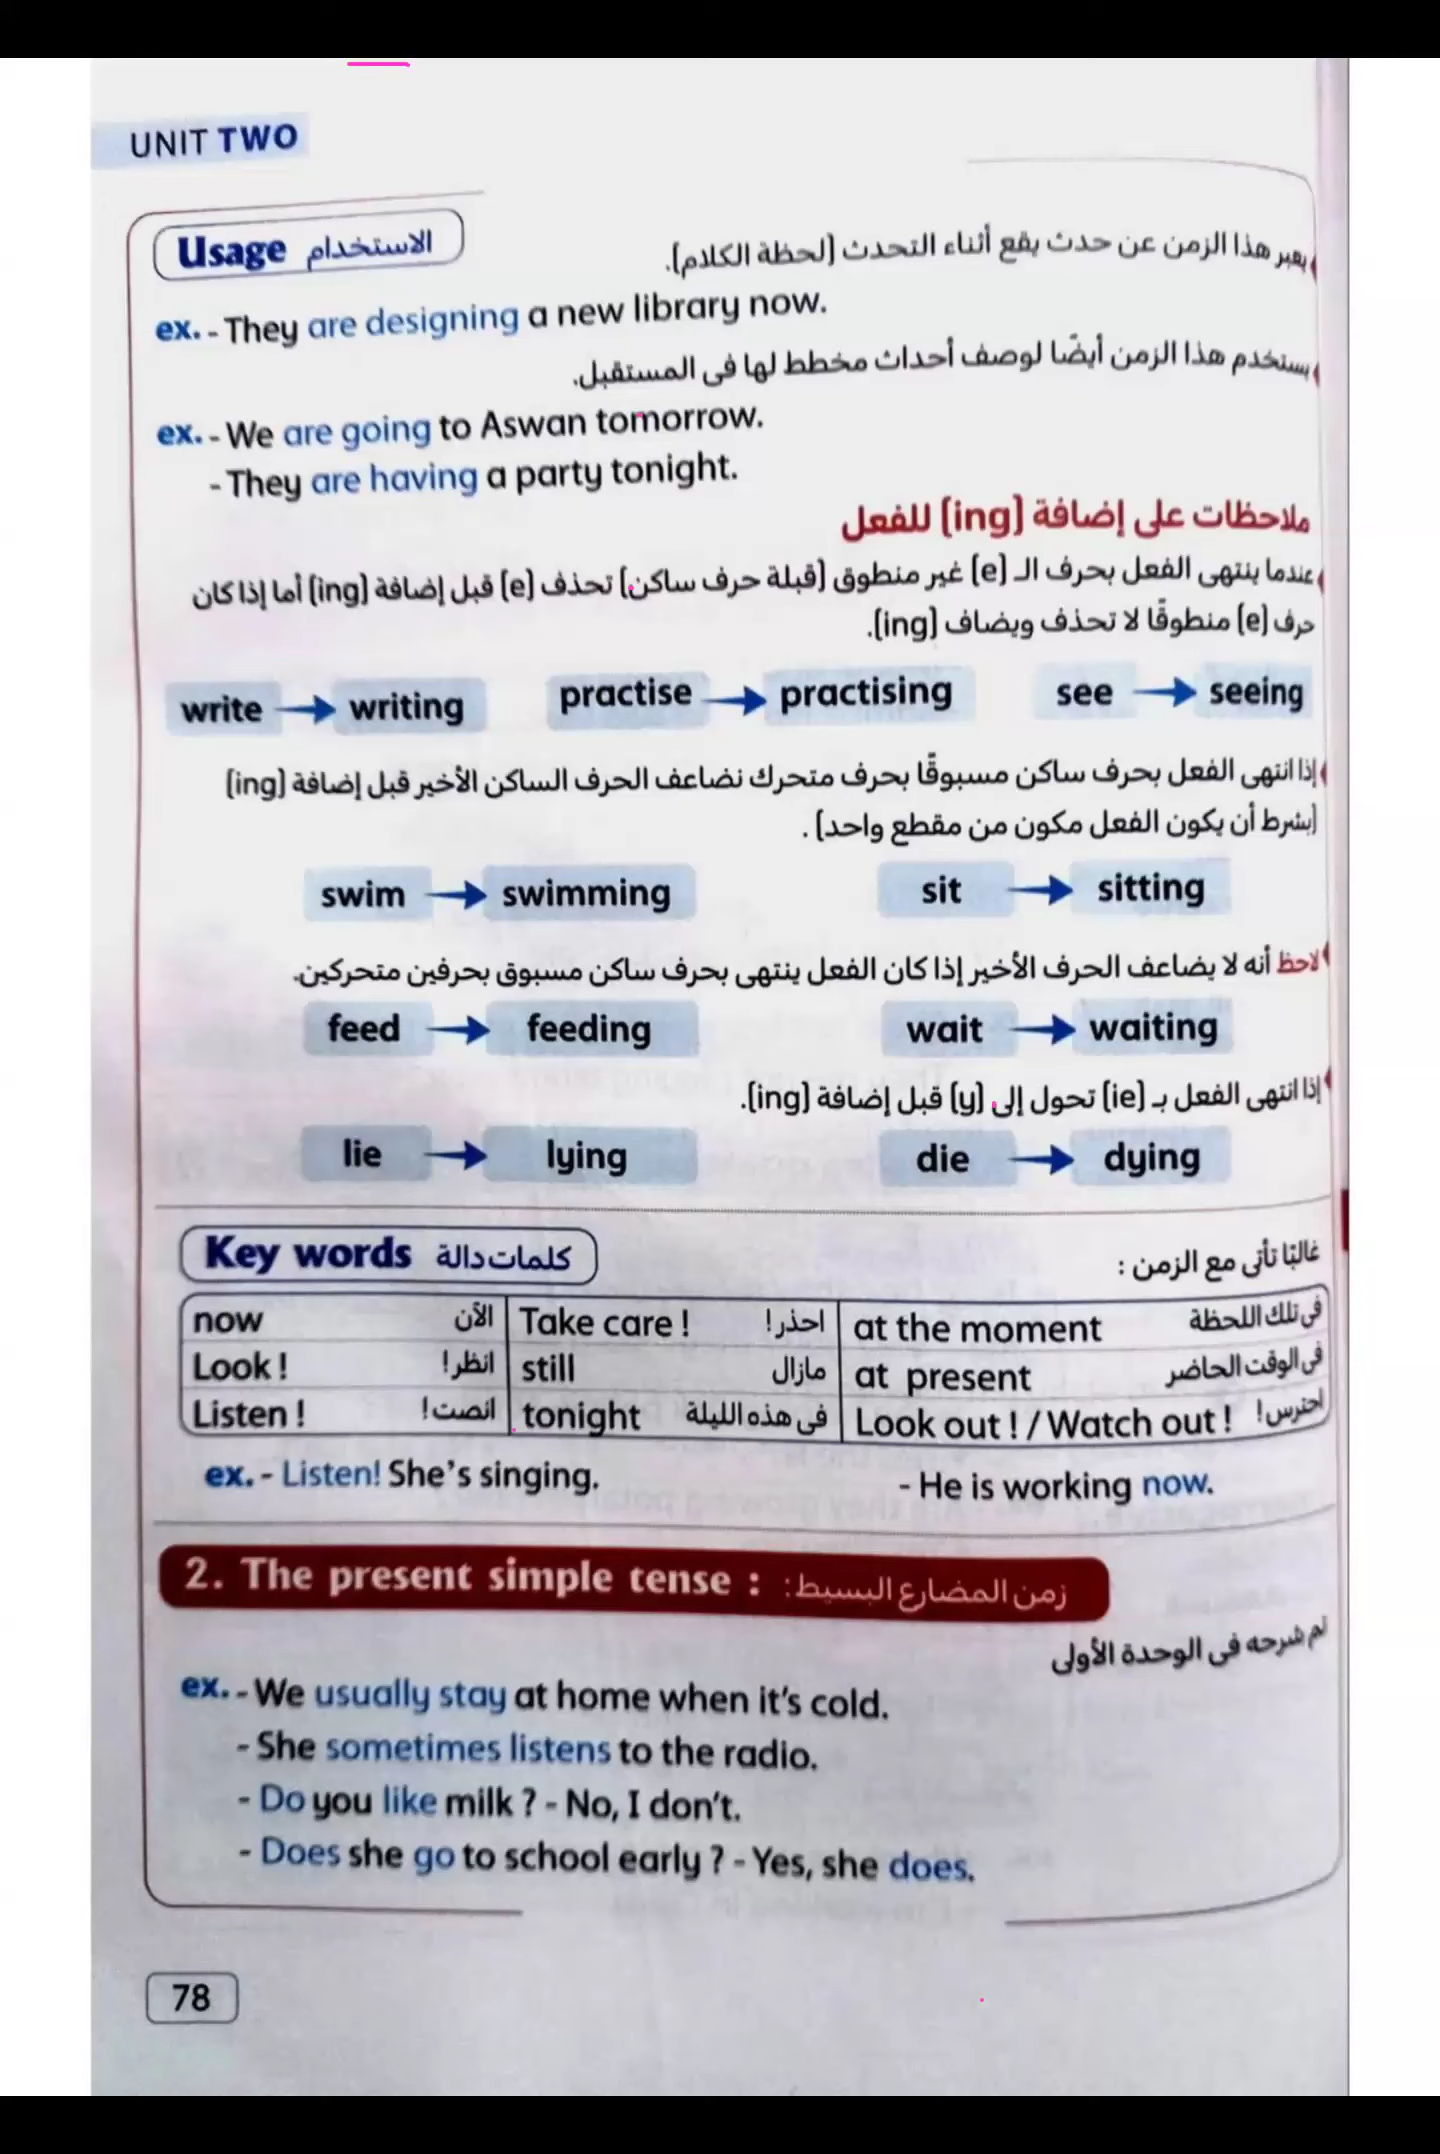 UNIT TWO
Usage الاستخدام
يعبر هذا الزمن عن حدث يقع أثناء التحدث (لحظة الكلام).
ex. - They are designing a new library now.
يستخدم هذا الزمن أيضًا لوصف أحداث مخطط لها فى المستقبل.
ex. - We are going to Aswan tomorrow.
- They are having a party tonight.
ملاحظات على إضافة (ing) للفعل
عندما ينتهى الفعل بحرف الـ (e) غير منطوق (قبلة حرف ساكن) تحذف (e) قبل إضافة (ing) أما إذا كان
حرف (e) منطوقًا لا تحذف ويضاف (ing).
write → writing practise → practising see → seeing
إذا انتهى الفعل بحرف ساكن مسبوقًا بحرف متحرك نضاعف الحرف الساكن الأخير قبل إضافة (ing)
(بشرط أن يكون الفعل مكون من مقطع واحد) .
swim → swimming sit → sitting
لاحظ أنه لا يضاعف الحرف الأخير إذا كان الفعل ينتهى بحرف ساكن مسبوق بحرفين متحركين.
feed → feeding wait → waiting
إذا انتهى الفعل بـ (ie) تحول إلى (y) قبل إضافة (ing).
lie → lying die → dying
Key words كلمات دالة
غالبًا تأتى مع الزمن :
now الآن Take care ! احذر! at the moment فى تلك اللحظة
Look ! انظر! still مازال at present فى الوقت الحاضر
Listen ! انصت! tonight فى هذه الليلة Look out ! / Watch out ! احترس!
ex. - Listen! She's singing. - He is working now.
2. The present simple tense : زمن المضارع البسيط:
تم شرحه فى الوحدة الأولى
ex. - We usually stay at home when it's cold.
- She sometimes listens to the radio.
- Do you like milk ? - No, I don't.
- Does she go to school early ? - Yes, she does.
78